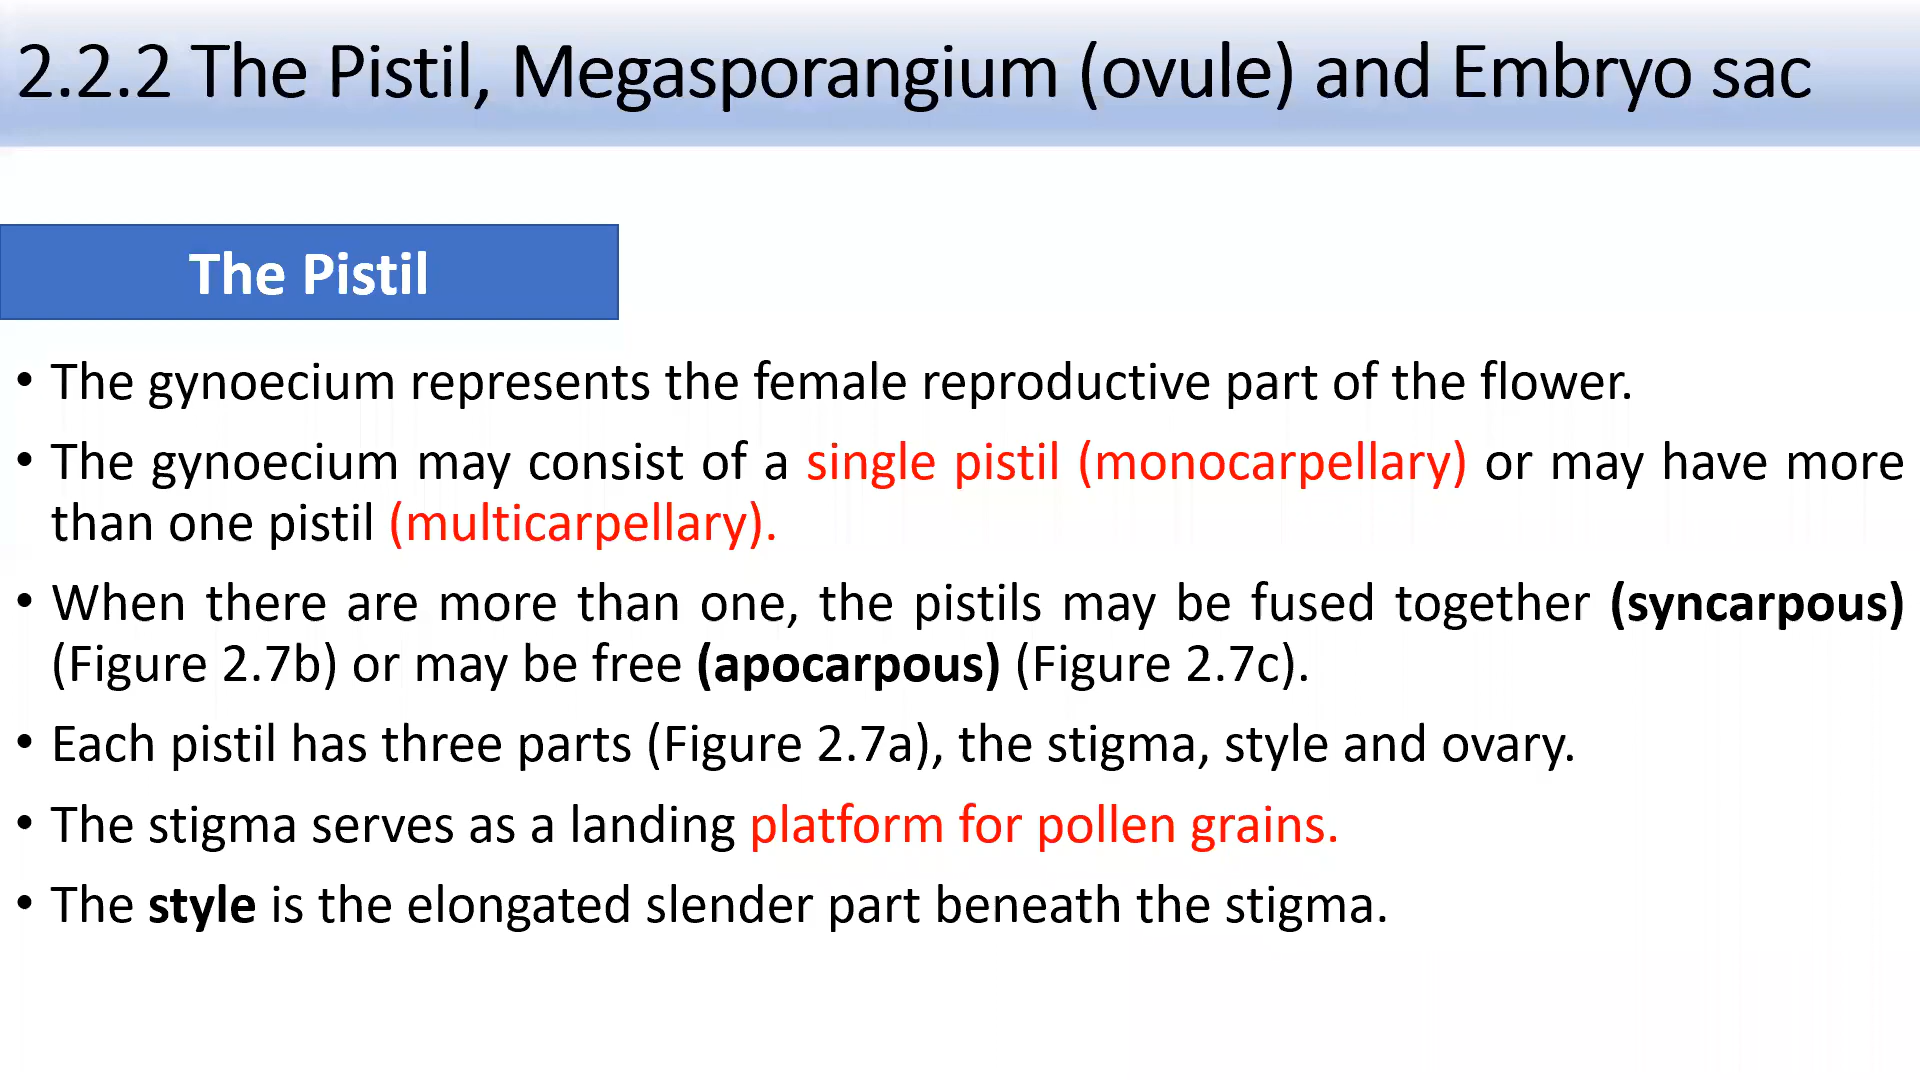 2.2.2 The Pistil, Megasporangium (ovule) and Embryo sac
The Pistil
• The gynoecium represents the female reproductive part of the flower.
• The gynoecium may consist of a single pistil (monocarpellary) or may have more
than one pistil (multicarpellary).
• When there are more than one, the pistils may be fused together (syncarpous)
(Figure 2.7b) or may be free (apocarpous) (Figure 2.7c).
• Each pistil has three parts (Figure 2.7a), the stigma, style and ovary.
• The stigma serves as a landing platform for pollen grains.
• The style is the elongated slender part beneath the stigma.